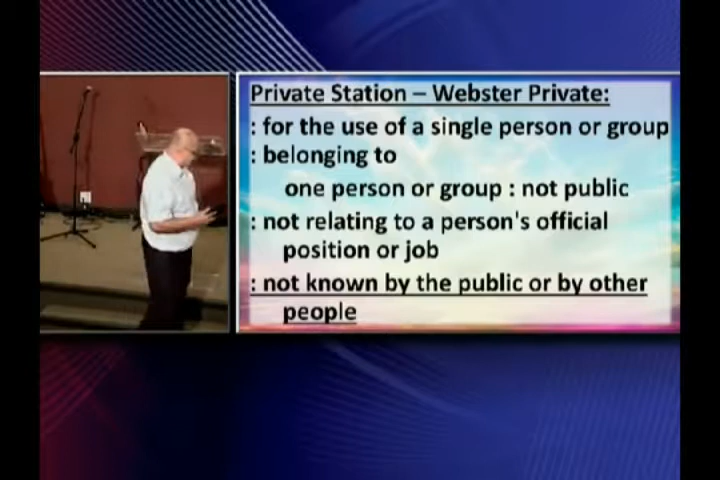 Private Station – Webster Private:
: for the use of a single person or group
: belonging to
one person or group : not public
: not relating to a person's official
position or job
: not known by the public or by other
people